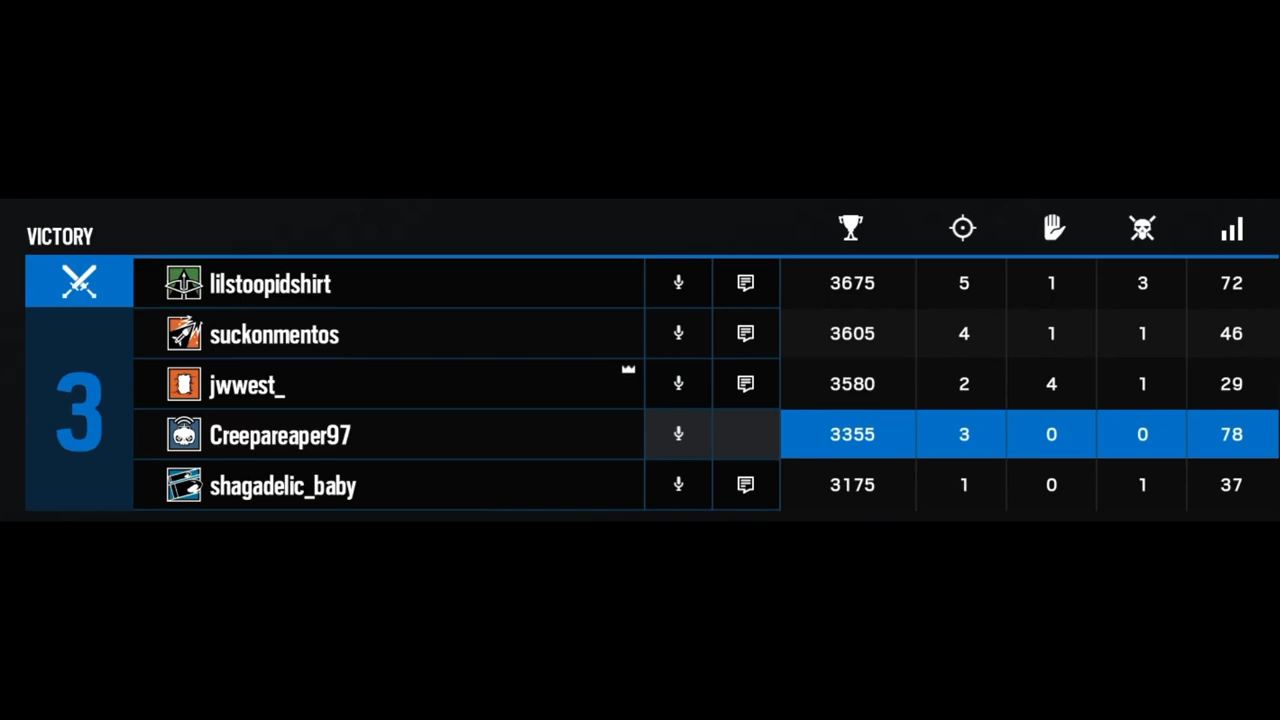 VICTORY
lilstoopidshirt 3675 5 1 3 72
suckonmentos 3605 4 1 1 46
jwwest_ 3580 2 4 1 29
3
Creepareaper97 3355 3 0 0 78
shagadelic_baby 3175 1 0 1 37